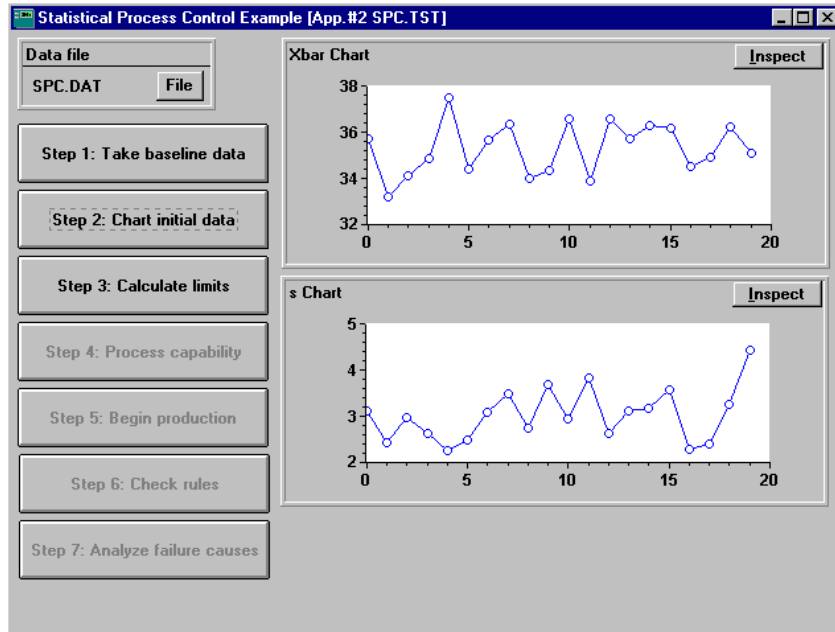 Statistical Process Control Example [App.#2 SPC.TST]
Data file
SPC.DAT File
Step 1: Take baseline data
Step 2: Chart initial data
Step 3: Calculate limits
Step 4: Process capability
Step 5: Begin production
Step 6: Check rules
Step 7: Analyze failure causes
Xbar Chart Inspect
38
36
34
32
0 5 10 15 20
s Chart Inspect
5
4
3
2
0 5 10 15 20